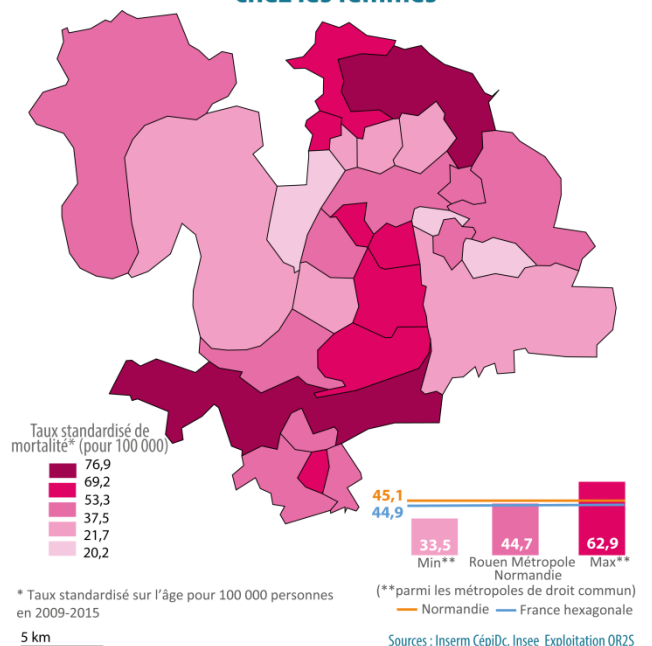 chez les femmes
Taux standardisé de
mortalité* (pour 100 000)
76,9
69,2
53,3
37,5
21,7
20,2
45,1
44,9
33,5
44,7
62,9
Min**
Rouen Métropole
Normandie
Max**
(**parmi les métropoles de droit commun)
Normandie
France hexagonale
* Taux standardisé sur l'âge pour 100 000 personnes
en 2009-2015
5 km
Sources : Inserm CépiDc, Insee Exploitation OR2S